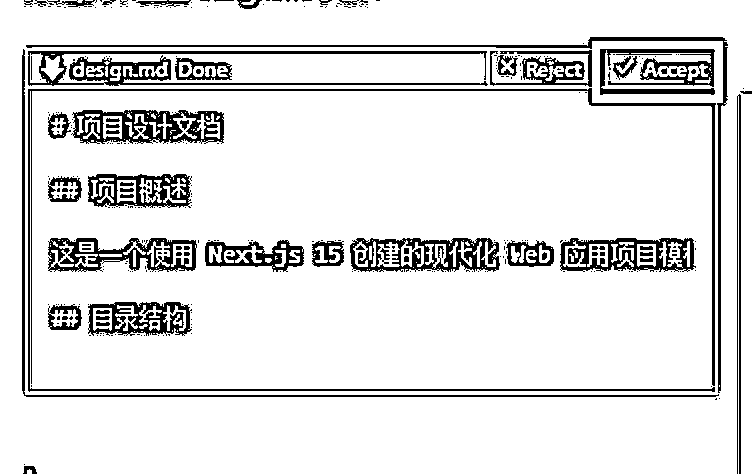 design.md Done Reject Accept
# 项目设计文档
## 项目概述
这是一个使用 Next.js 15 创建的现代化 Web 应用项目模
## 目录结构